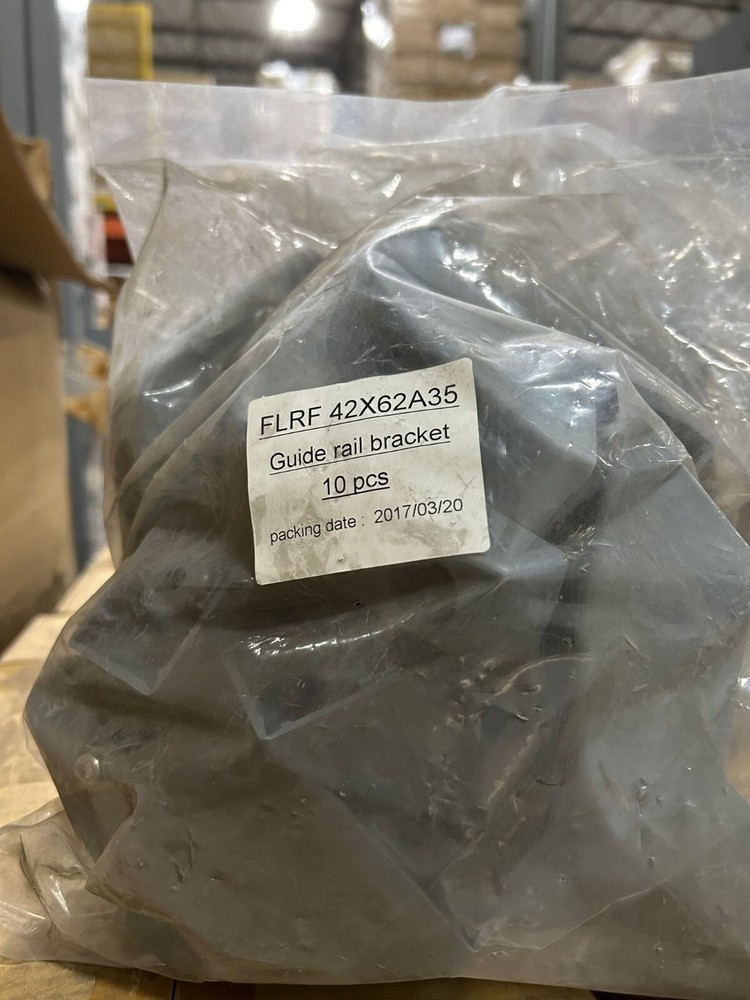 FLRF 42X62A35
Guide rail bracket
10 pcs
packing date : 2017/03/20